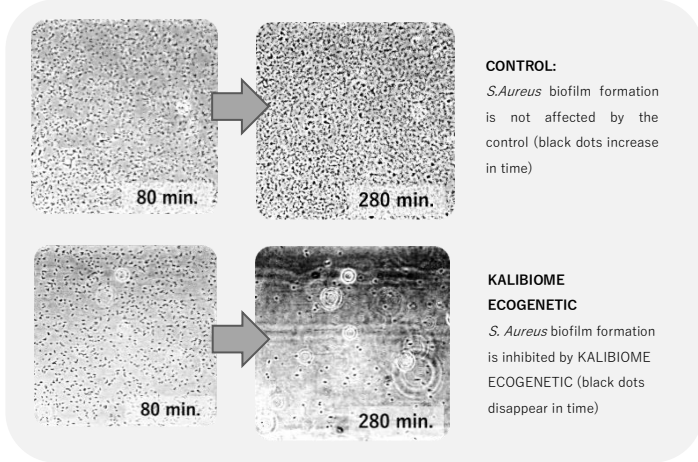 80 min.
280 min.
CONTROL:
S.Aureus biofilm formation
is not affected by the
control (black dots increase
in time)
80 min.
280 min.
KALIBIOME
ECOGENETIC
S. Aureus biofilm formation
is inhibited by KALIBIOME
ECOGENETIC (black dots
disappear in time)